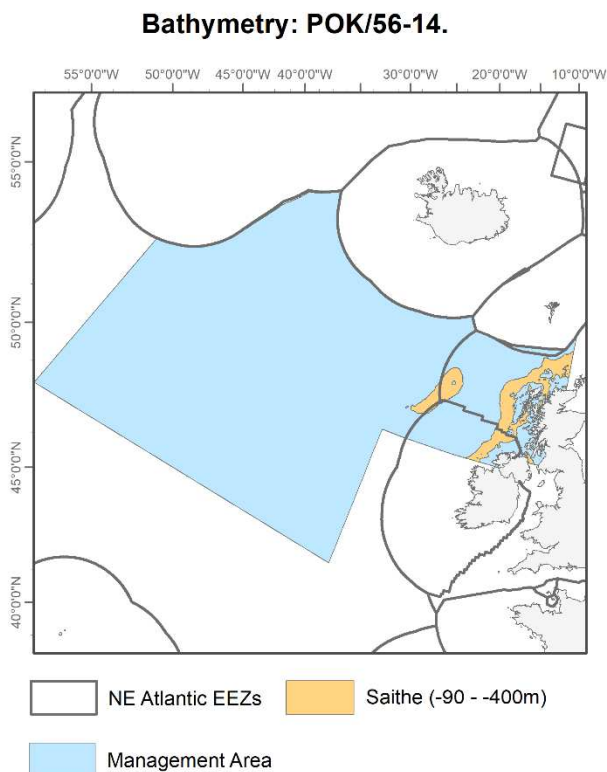 Bathymetry: POK/56-14.
55°0'0"W 50°0'0"W 45°0'0"W 40°0'0"W 30°0'0"W 20°0'0"W 10°0'0"W
55°0'0"N
50°0'0"N
45°0'0"N
40°0'0"N
NE Atlantic EEZs
Saithe (-90 - -400m)
Management Area